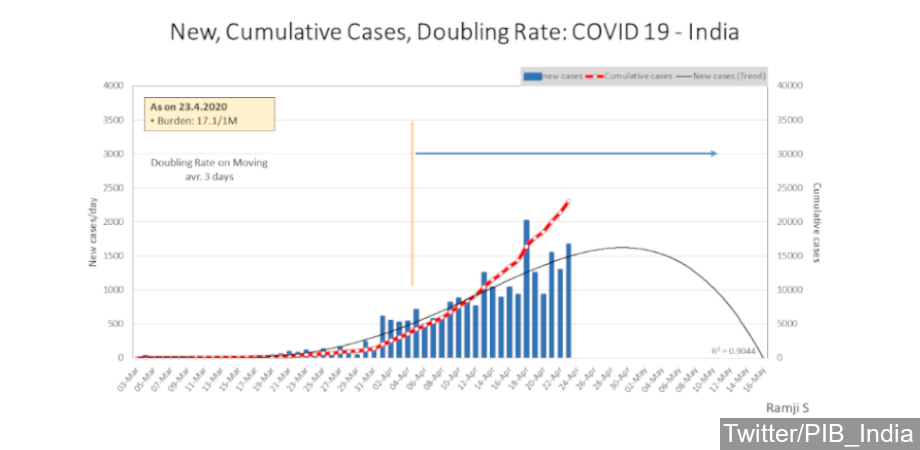 New, Cumulative Cases, Doubling Rate: COVID 19 - India
new cases Cumulative cases New cases (Trend)
As on 23.4.2020
• Burden: 17.1/1M
Doubling Rate on Moving
avr. 3 days
New cases/day
4000
3500
3000
2500
2000
1500
1000
500
0
40000
35000
30000
25000
20000
15000
10000
5000
0
Cumulative cases
R² = 0.9044
03-Mar 05-Mar 07-Mar 09-Mar 11-Mar 13-Mar 15-Mar 17-Mar 19-Mar 21-Mar 23-Mar 25-Mar 27-Mar 29-Mar 31-Mar 02-Apr 04-Apr 06-Apr 08-Apr 10-Apr 12-Apr 14-Apr 16-Apr 18-Apr 20-Apr 22-Apr 24-Apr 26-Apr 28-Apr 30-Apr 02-May 04-May 06-May 08-May 10-May 12-May 14-May 16-May
Ramji S
Twitter/PIB_India